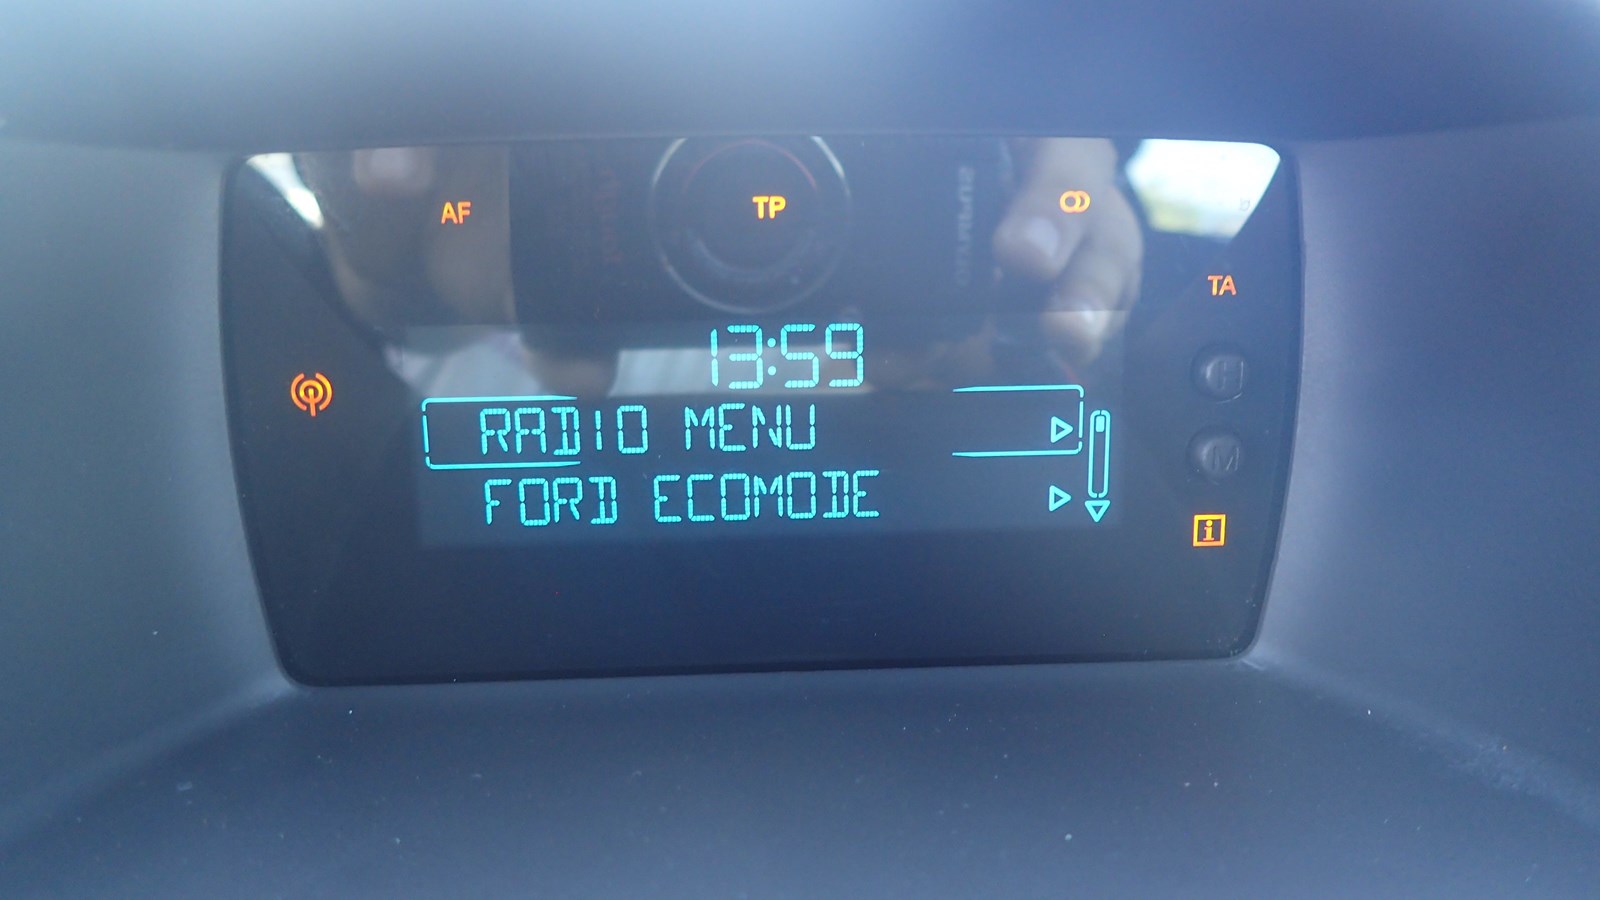 AF
TP
TA
13:59
H
RADIO MENU
M
FORD ECOMODE
i